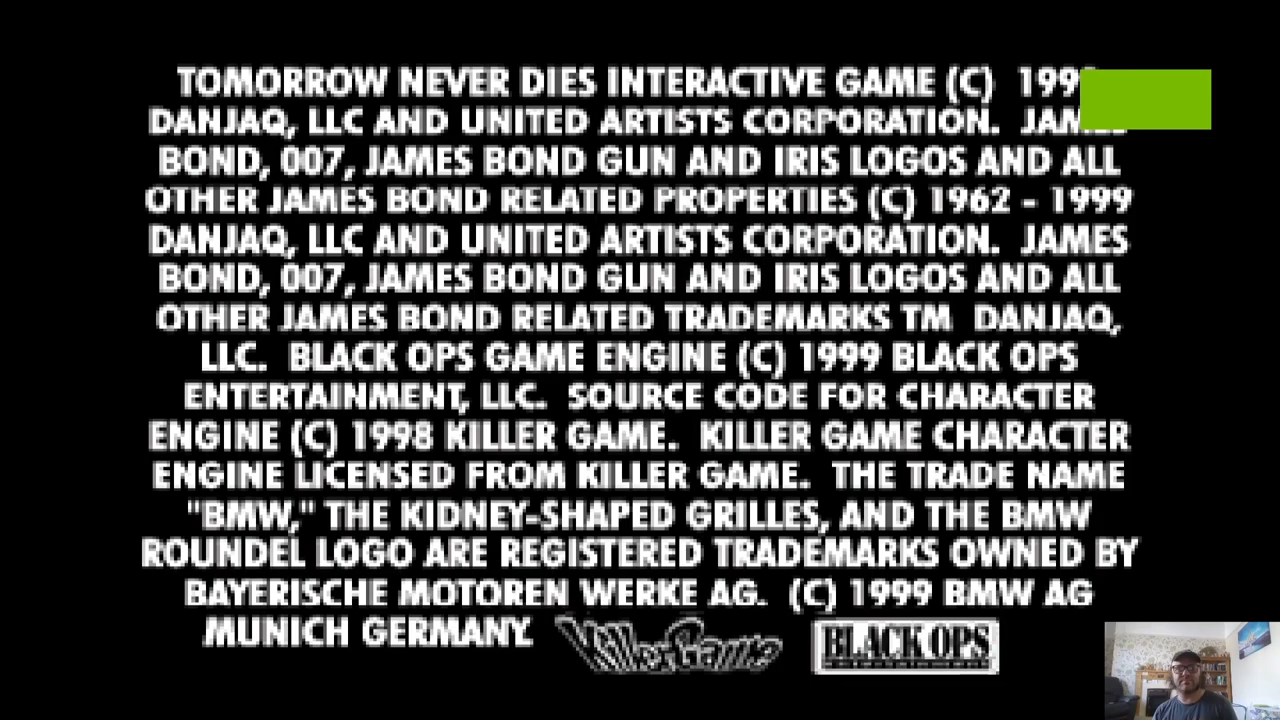 TOMORROW NEVER DIES INTERACTIVE GAME (C)
DANJAQ, LLC AND UNITED ARTISTS CORPORATION. JAMES
BOND, 007, JAMES BOND GUN AND IRIS LOGOS AND ALL
OTHER JAMES BOND RELATED PROPERTIES (C) 1962 - 1999
DANJAQ, LLC AND UNITED ARTISTS CORPORATION. JAMES
BOND, 007, JAMES BOND GUN AND IRIS LOGOS AND ALL
OTHER JAMES BOND RELATED TRADEMARKS TM DANJAQ,
LLC. BLACK OPS GAME ENGINE (C) 1999 BLACK OPS
ENTERTAINMENT, LLC. SOURCE CODE FOR CHARACTER
ENGINE (C) 1998 KILLER GAME. KILLER GAME CHARACTER
ENGINE LICENSED FROM KILLER GAME. THE TRADE NAME
"BMW," THE KIDNEY-SHAPED GRILLES, AND THE BMW
ROUNDEL LOGO ARE REGISTERED TRADEMARKS OWNED BY
BAYERISCHE MOTOREN WERKE AG. (C) 1999 BMW AG
MUNICH GERMANY. Killer Game BLACK OPS